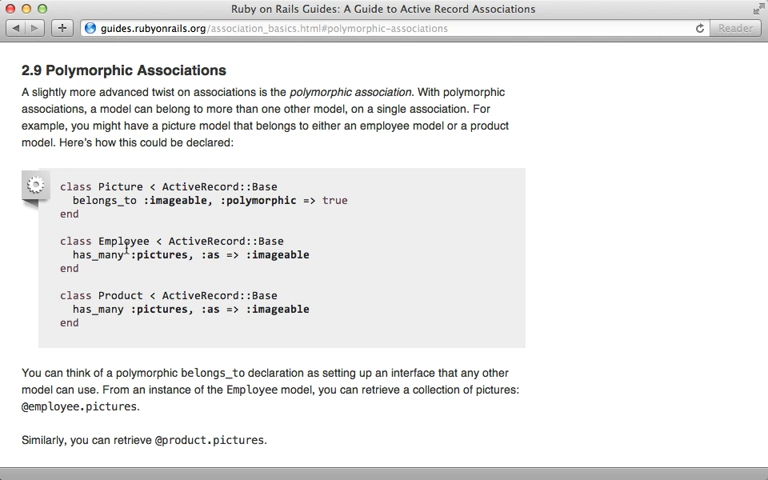 Ruby on Rails Guides: A Guide to Active Record Associations
guides.rubyonrails.org/association_basics.html#polymorphic-associations
Reader
2.9 Polymorphic Associations
A slightly more advanced twist on associations is the polymorphic association. With polymorphic
associations, a model can belong to more than one other model, on a single association. For
example, you might have a picture model that belongs to either an employee model or a product
model. Here's how this could be declared:
class Picture < ActiveRecord::Base
  belongs_to :imageable, :polymorphic => true
end
class Employee < ActiveRecord::Base
  has_many :pictures, :as => :imageable
end
class Product < ActiveRecord::Base
  has_many :pictures, :as => :imageable
end
You can think of a polymorphic belongs_to declaration as setting up an interface that any other
model can use. From an instance of the Employee model, you can retrieve a collection of pictures:
@employee.pictures.
Similarly, you can retrieve @product.pictures.